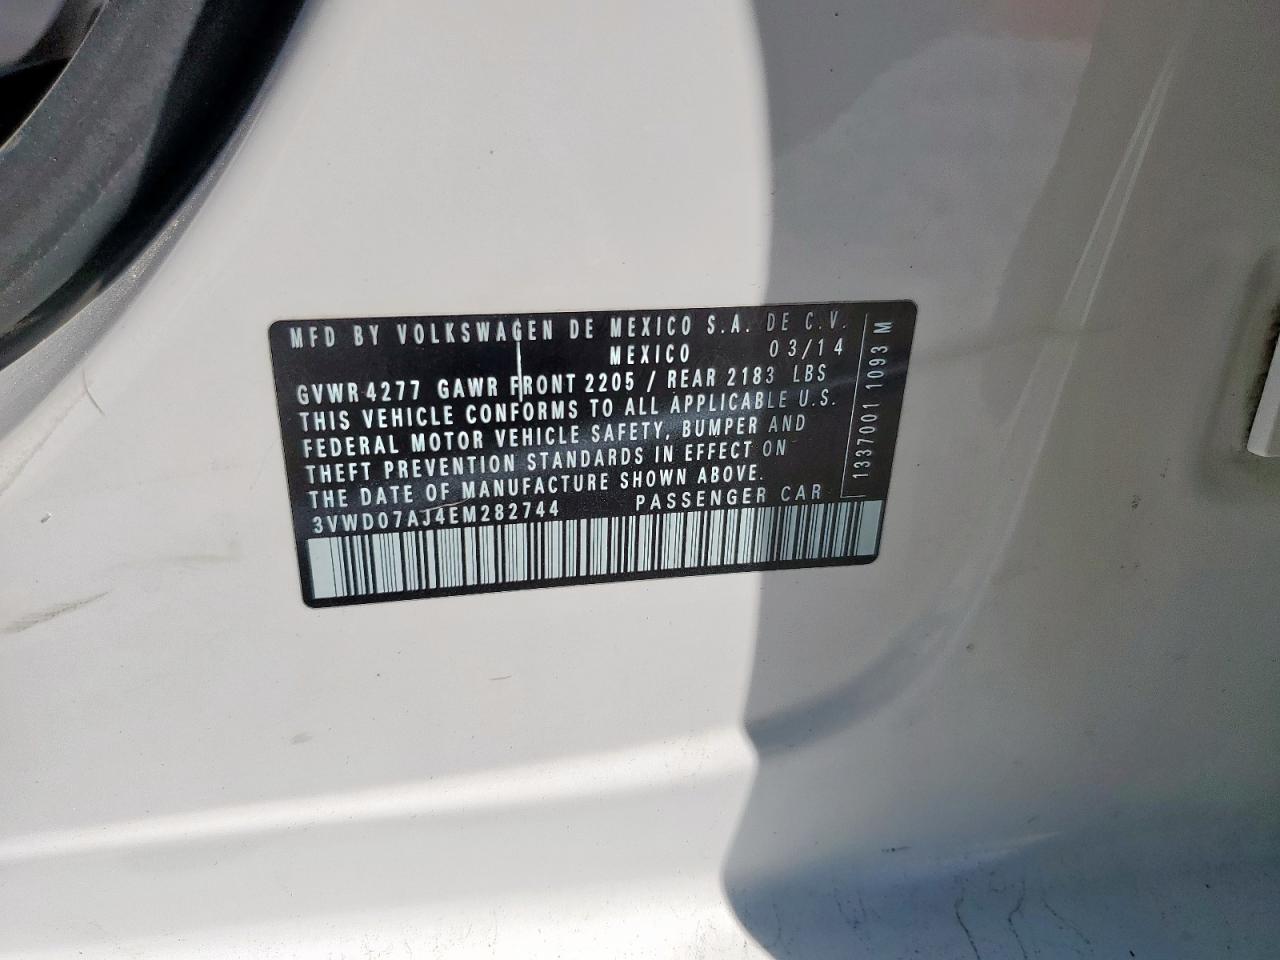 MFD BY VOLKSWAGEN DE MEXICO S.A. DE C.V.
MEXICO 03/14
GVWR 4277 GAWR FRONT 2205 / REAR 2183 LBS
THIS VEHICLE CONFORMS TO ALL APPLICABLE U.S.
FEDERAL MOTOR VEHICLE SAFETY, BUMPER AND
THEFT PREVENTION STANDARDS IN EFFECT ON
THE DATE OF MANUFACTURE SHOWN ABOVE.
3VWD07AJ4EM282744 PASSENGER CAR
1337001 1093 M